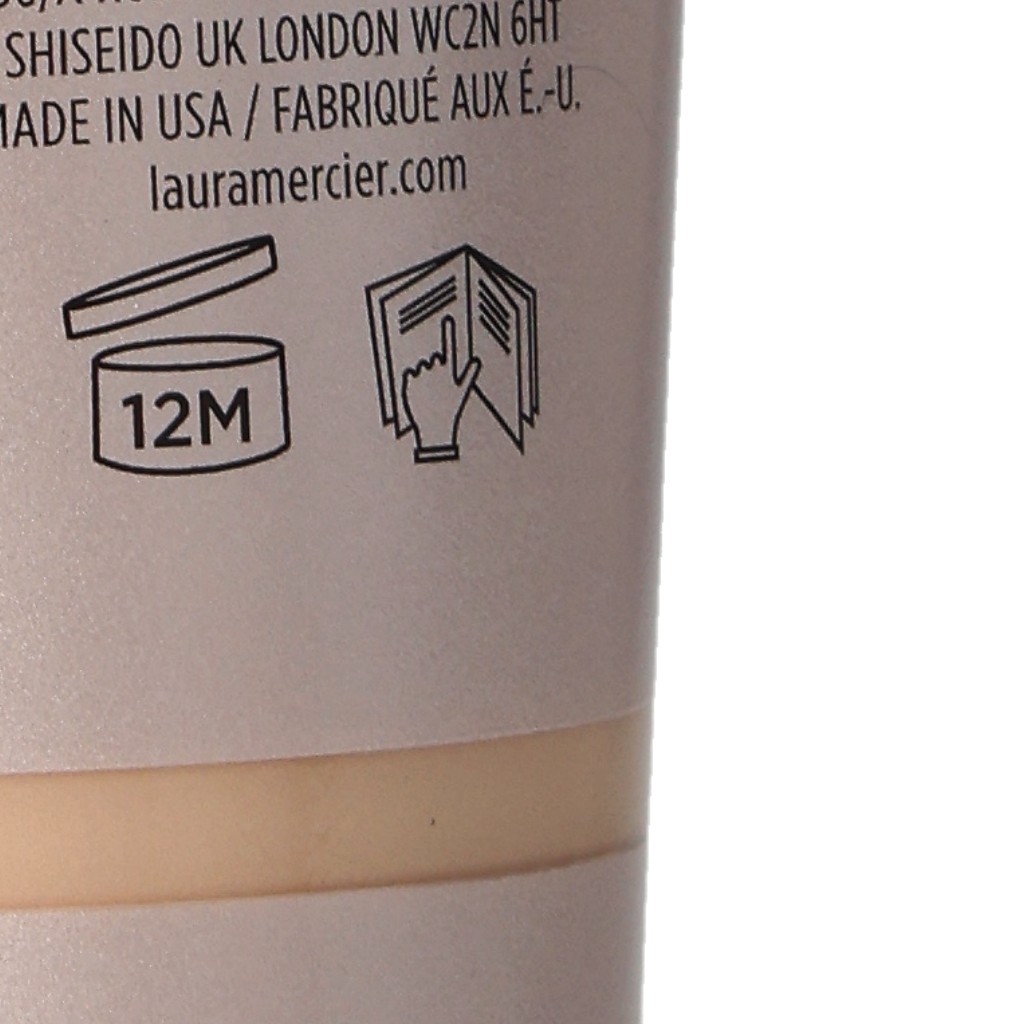 SHISEIDO UK LONDON WC2N 6HT
MADE IN USA / FABRIQUÉ AUX É.-U.
lauramercier.com
12M